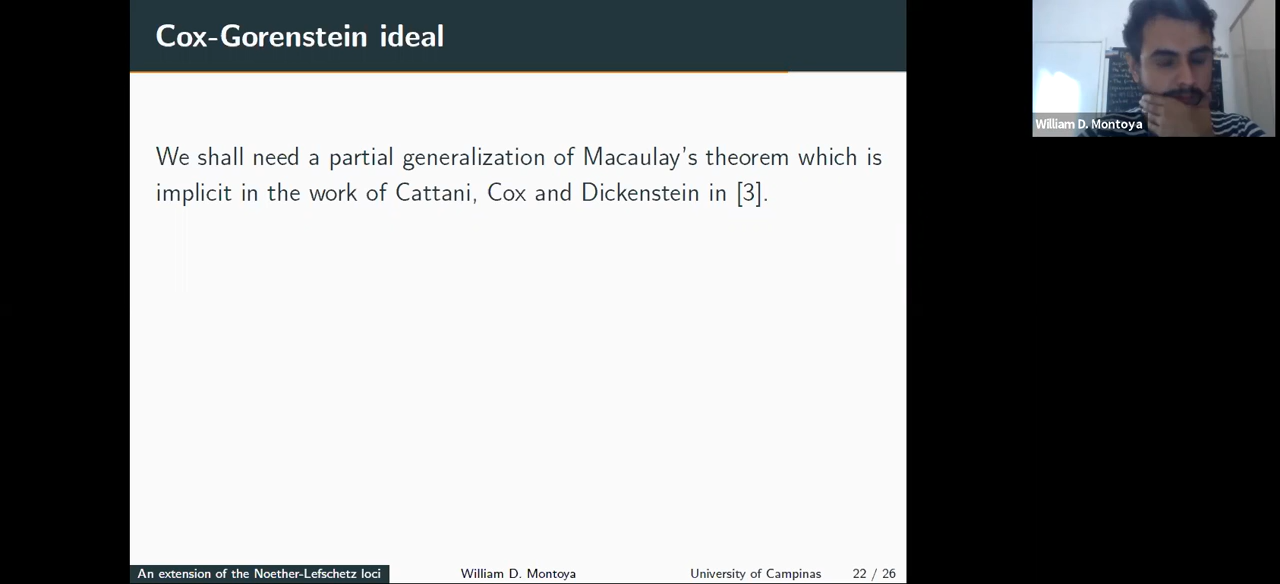 Cox-Gorenstein ideal
William D. Montoya
We shall need a partial generalization of Macaulay's theorem which is
implicit in the work of Cattani, Cox and Dickenstein in [3].
An extension of the Noether-Lefschetz loci William D. Montoya University of Campinas 22 / 26